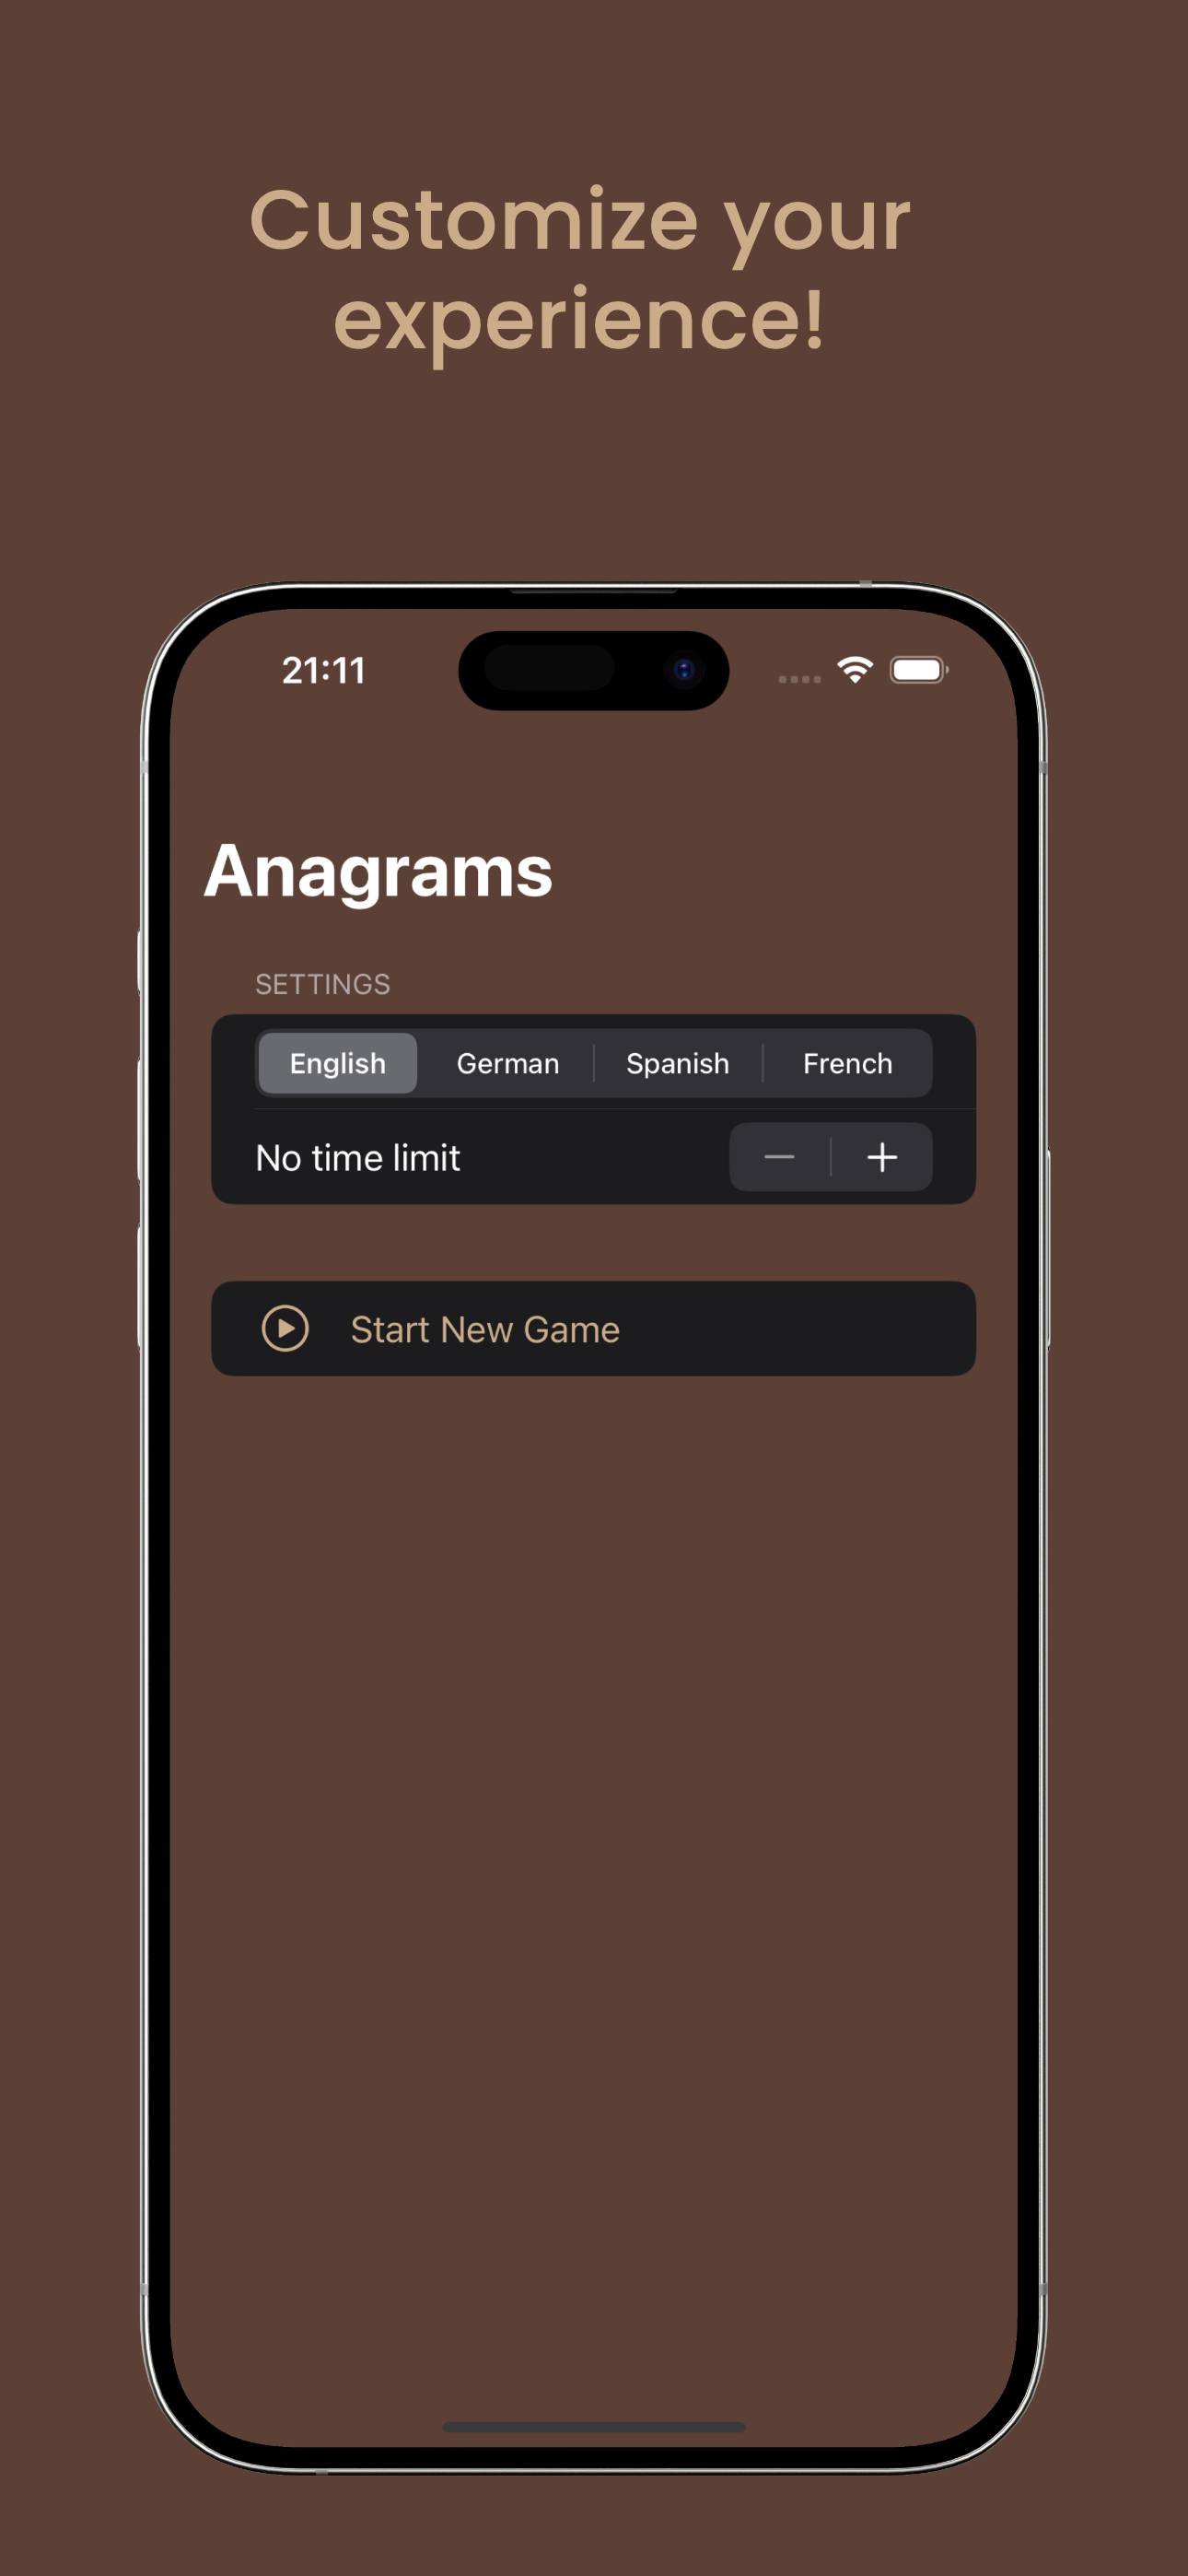 Customize your
experience!
21:11
Anagrams
SETTINGS
English German Spanish French
No time limit
Start New Game